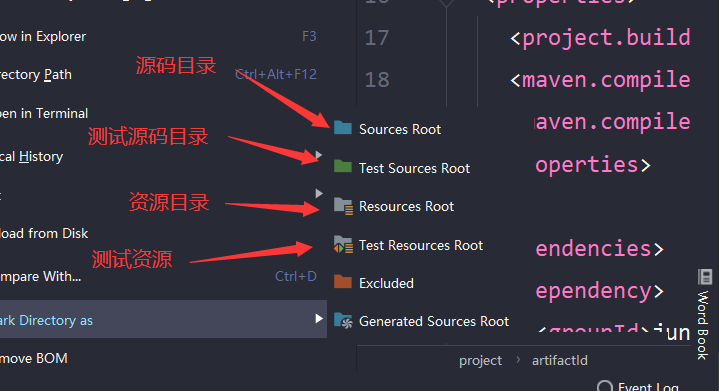 ow in Explorer F3
rectory Path Ctrl+Alt+F12
pen in Terminal
cal History
load from Disk
ompare With... Ctrl+D
ark Directory as
move BOM
源码目录
测试源码目录
资源目录
测试资源
Sources Root
Test Sources Root
Resources Root
Test Resources Root
Excluded
Generated Sources Root
<properties>
17 <project.build
18 <maven.compile
maven.compile
operties>
endencies>
ependency>
<groupId>jun
project › artifactId
Word Book
Event Log